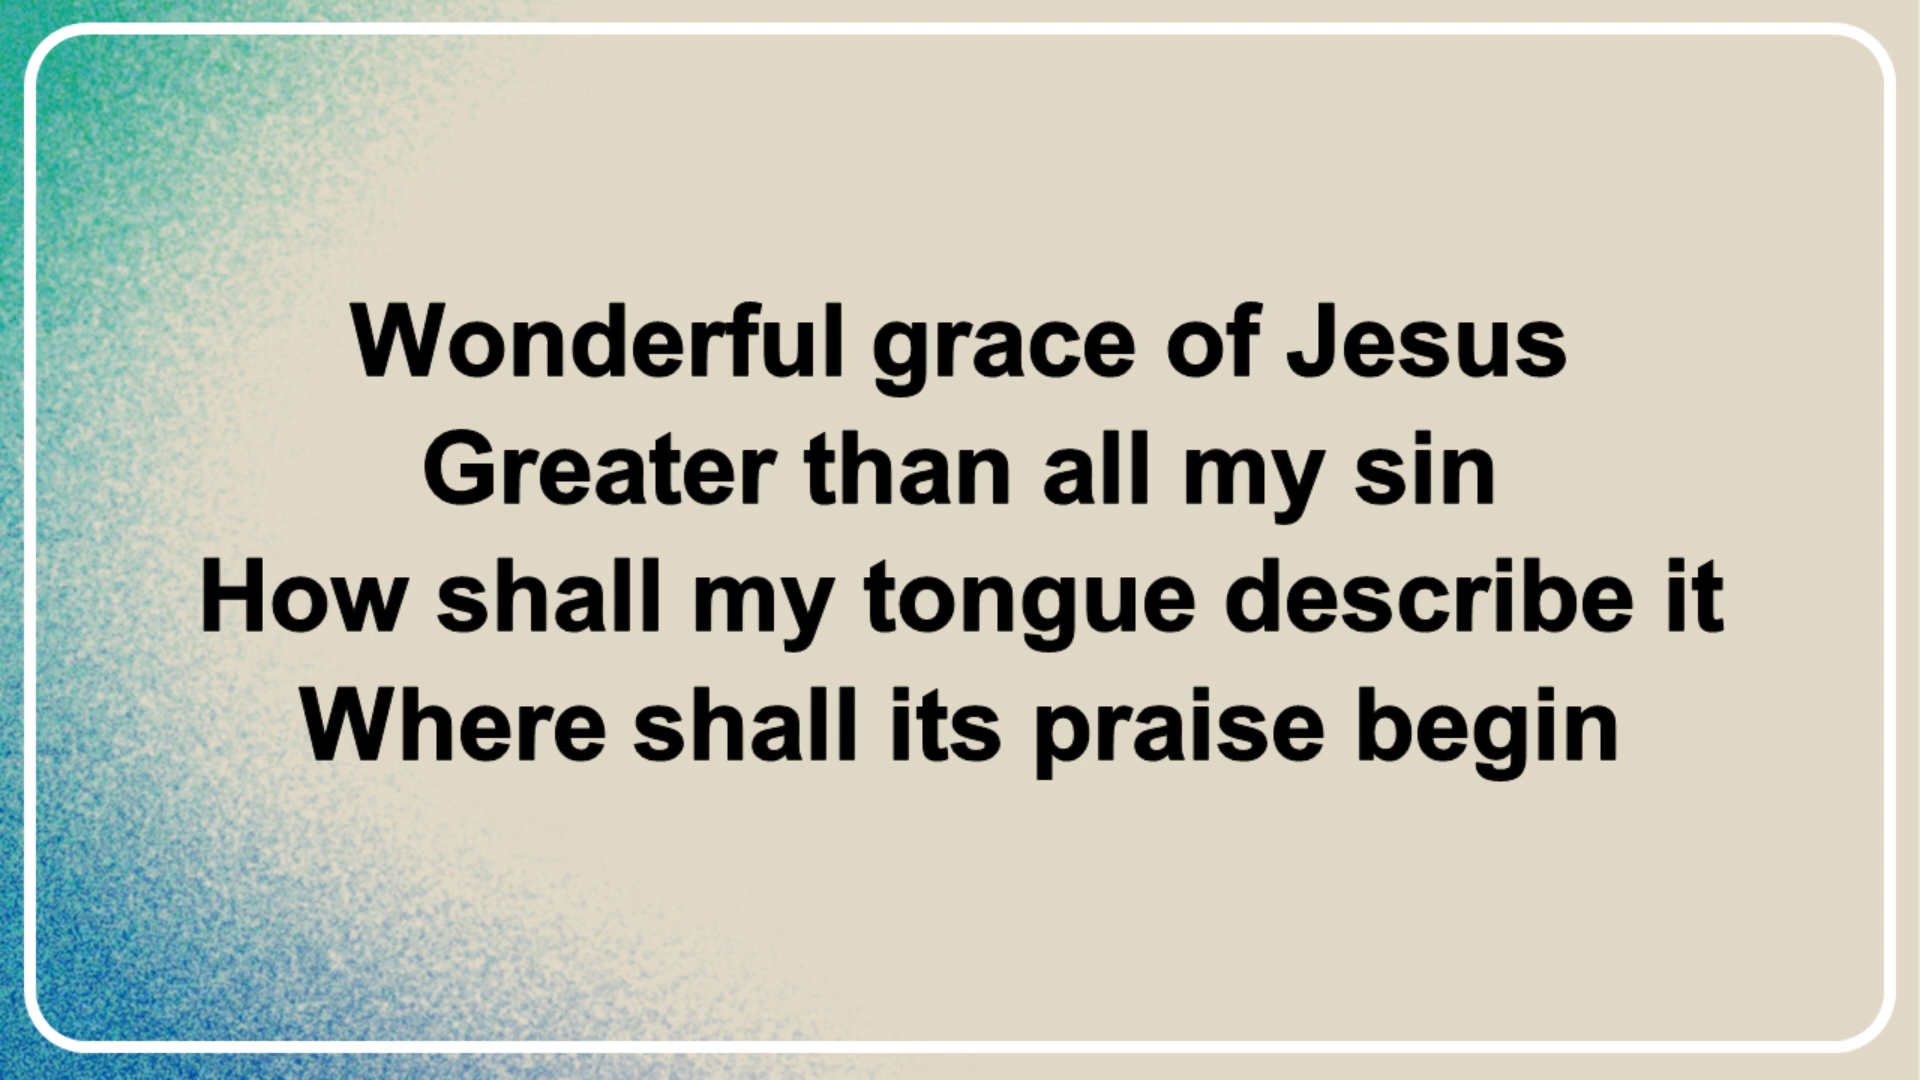 Wonderful grace of Jesus
Greater than all my sin
How shall my tongue describe it
Where shall its praise begin